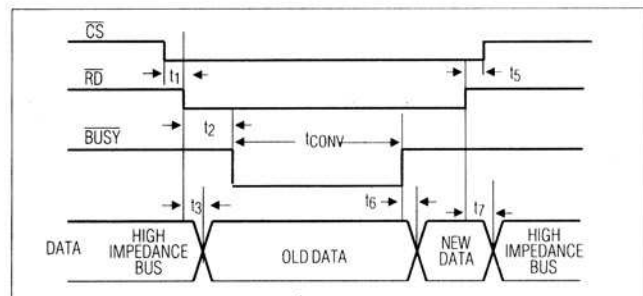 CS
t1
t5
RD
t2
tCONV
BUSY
t3
t6
t7
DATA
HIGH
IMPEDANCE
BUS
OLD DATA
NEW
DATA
HIGH
IMPEDANCE
BUS